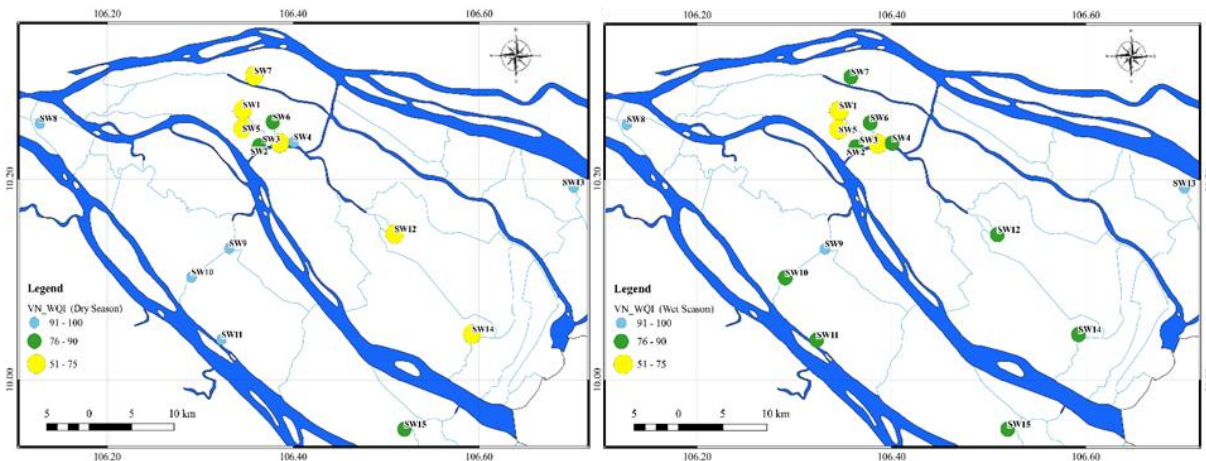 106.20 106.40 106.60
SW7
SW1
SW6
SW8
SW5
SW3 SW4
SW2
10.20
SW13
SW12
SW9
SW10
Legend
VN_WQI (Dry Season)
91 - 100
76 - 90
51 - 75
SW11
SW14
10.00
5 0 5 10 km
SW15
106.20 106.40 106.60
106.20 106.40 106.60
SW7
SW1
SW6
SW8
SW5
SW3 SW4
SW2
SW13
SW12
SW9
SW10
Legend
VN_WQI (Wet Season)
91 - 100
76 - 90
51 - 75
SW11
SW14
10.00
5 0 5 10 km
SW15
106.20 106.40 106.60